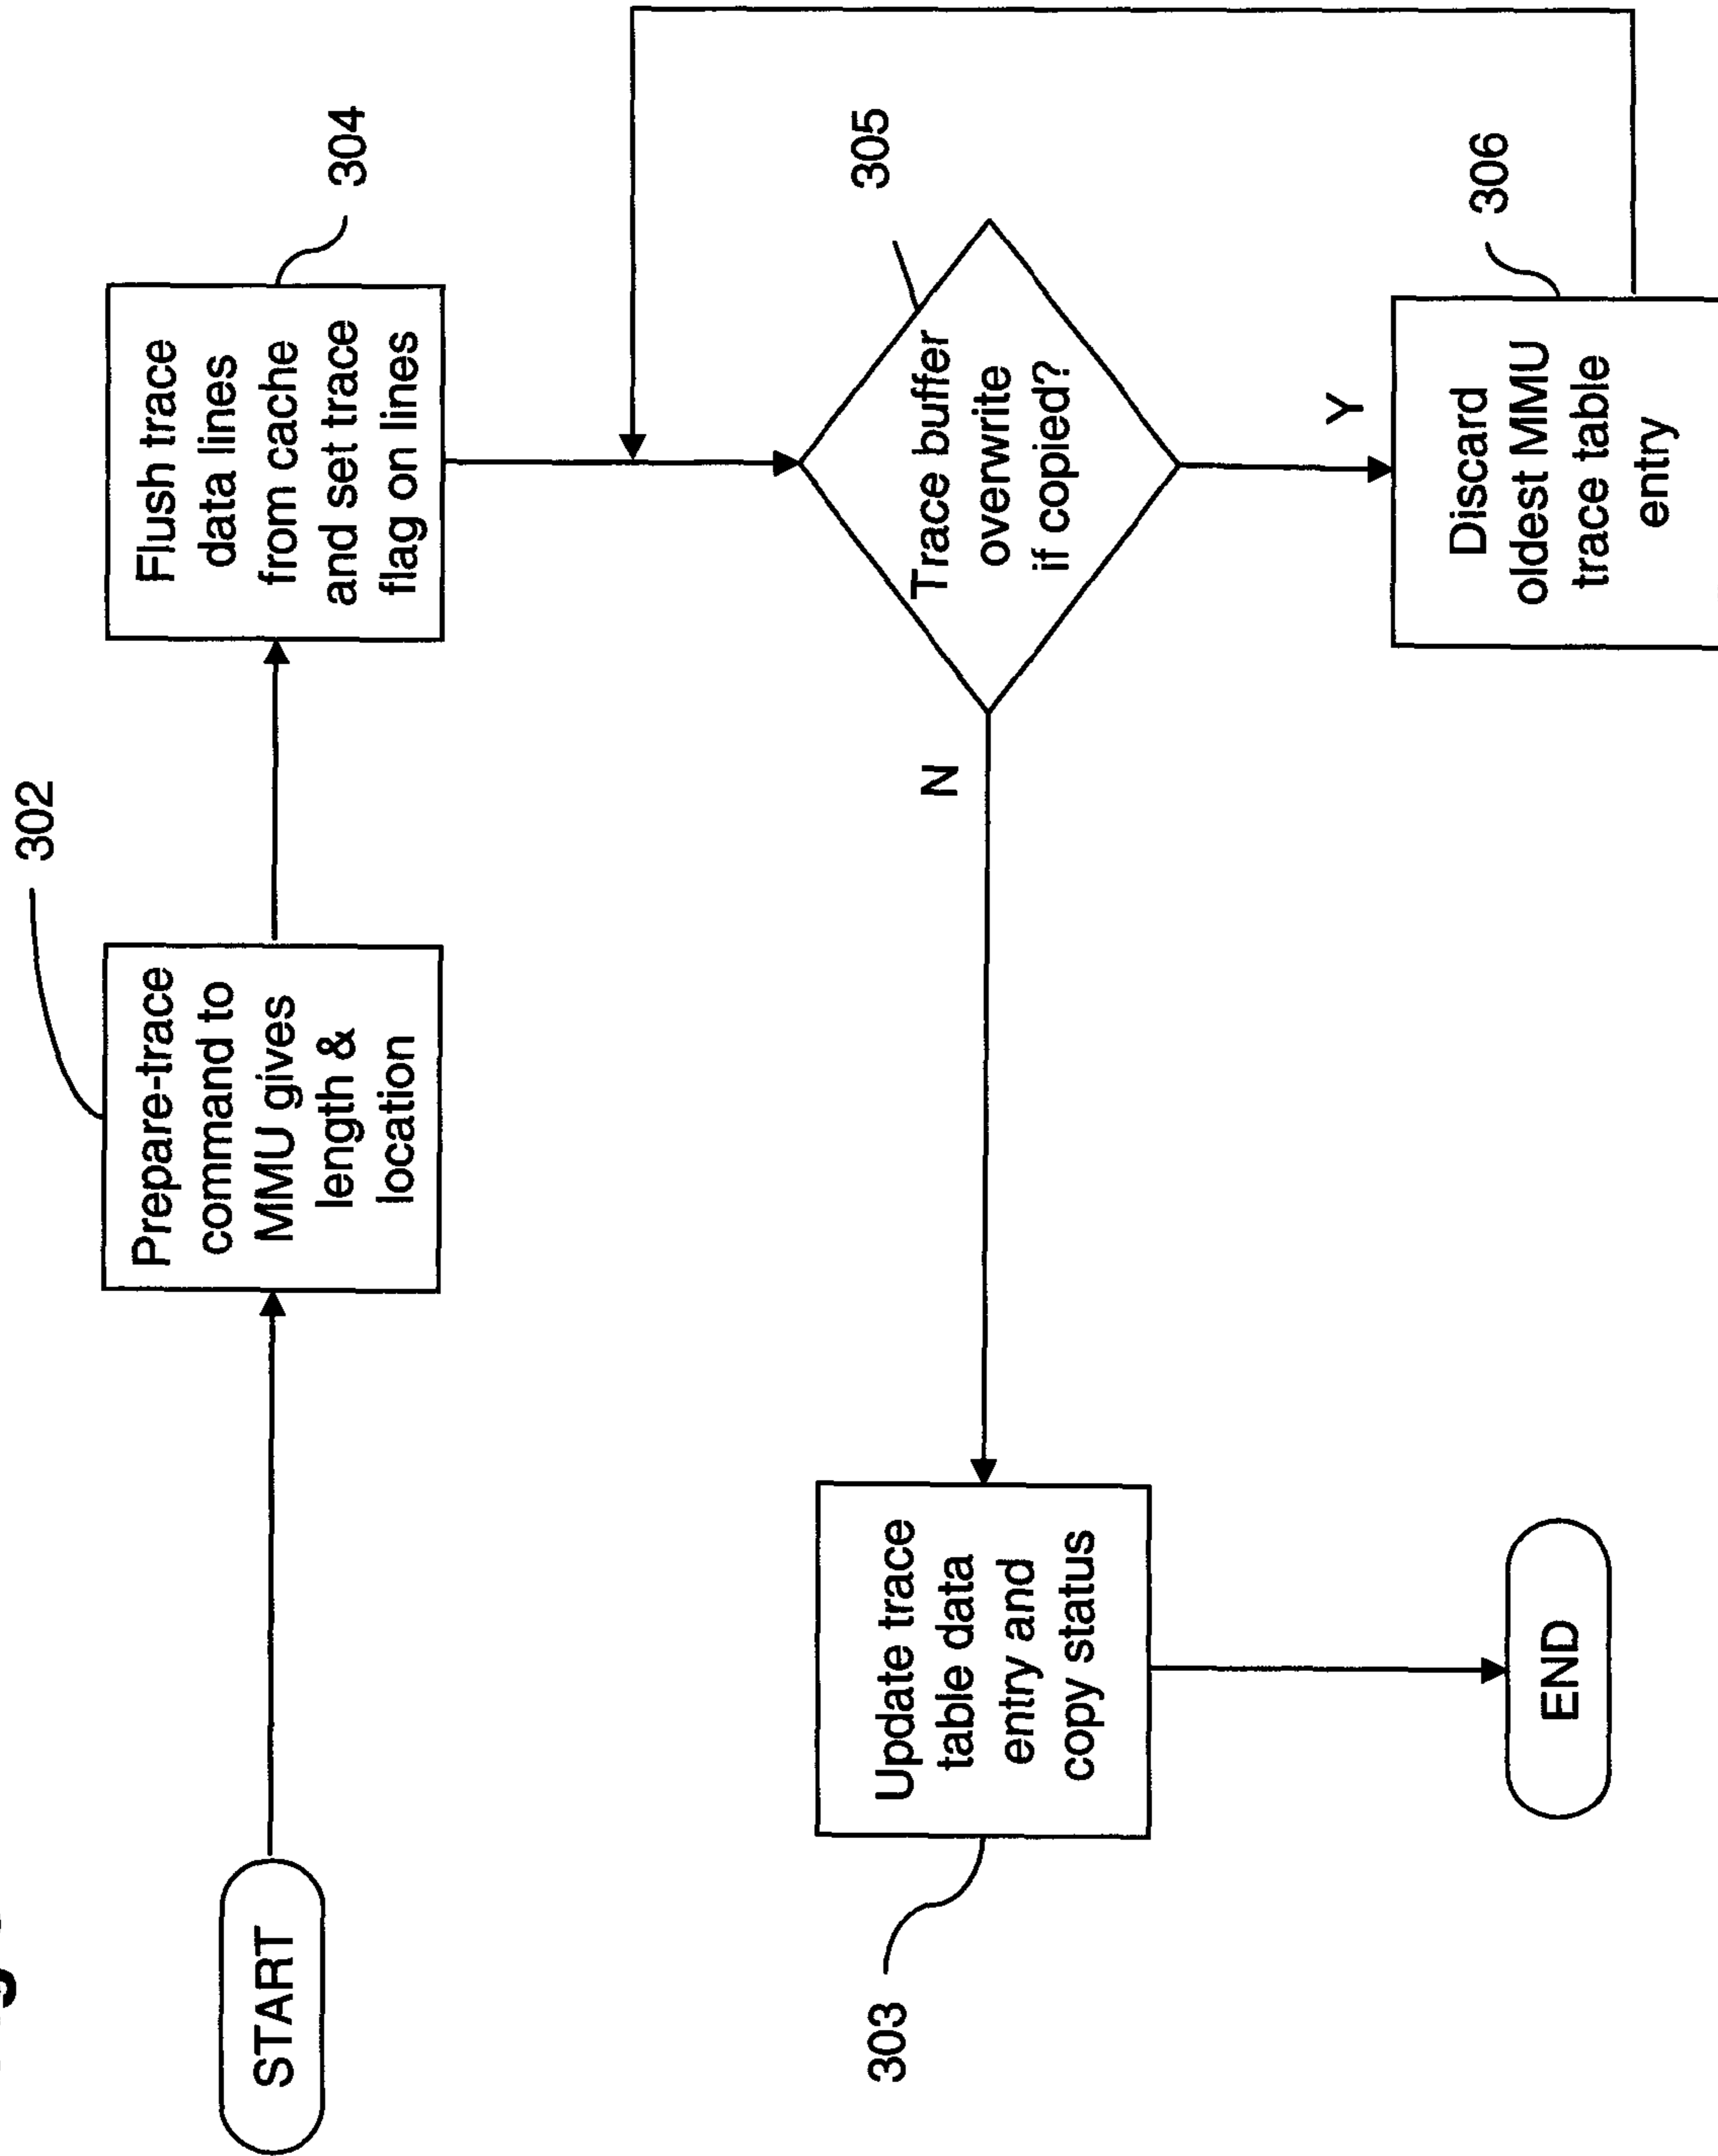 START
302
Prepare-trace
command to
MMU gives
length &
location
304
Flush trace
data lines
from cache
and set trace
flag on lines
305
Trace buffer
overwrite
if copied?
N
Y
306
Discard
oldest MMU
trace table
entry
303
Update trace
table data
entry and
copy status
END